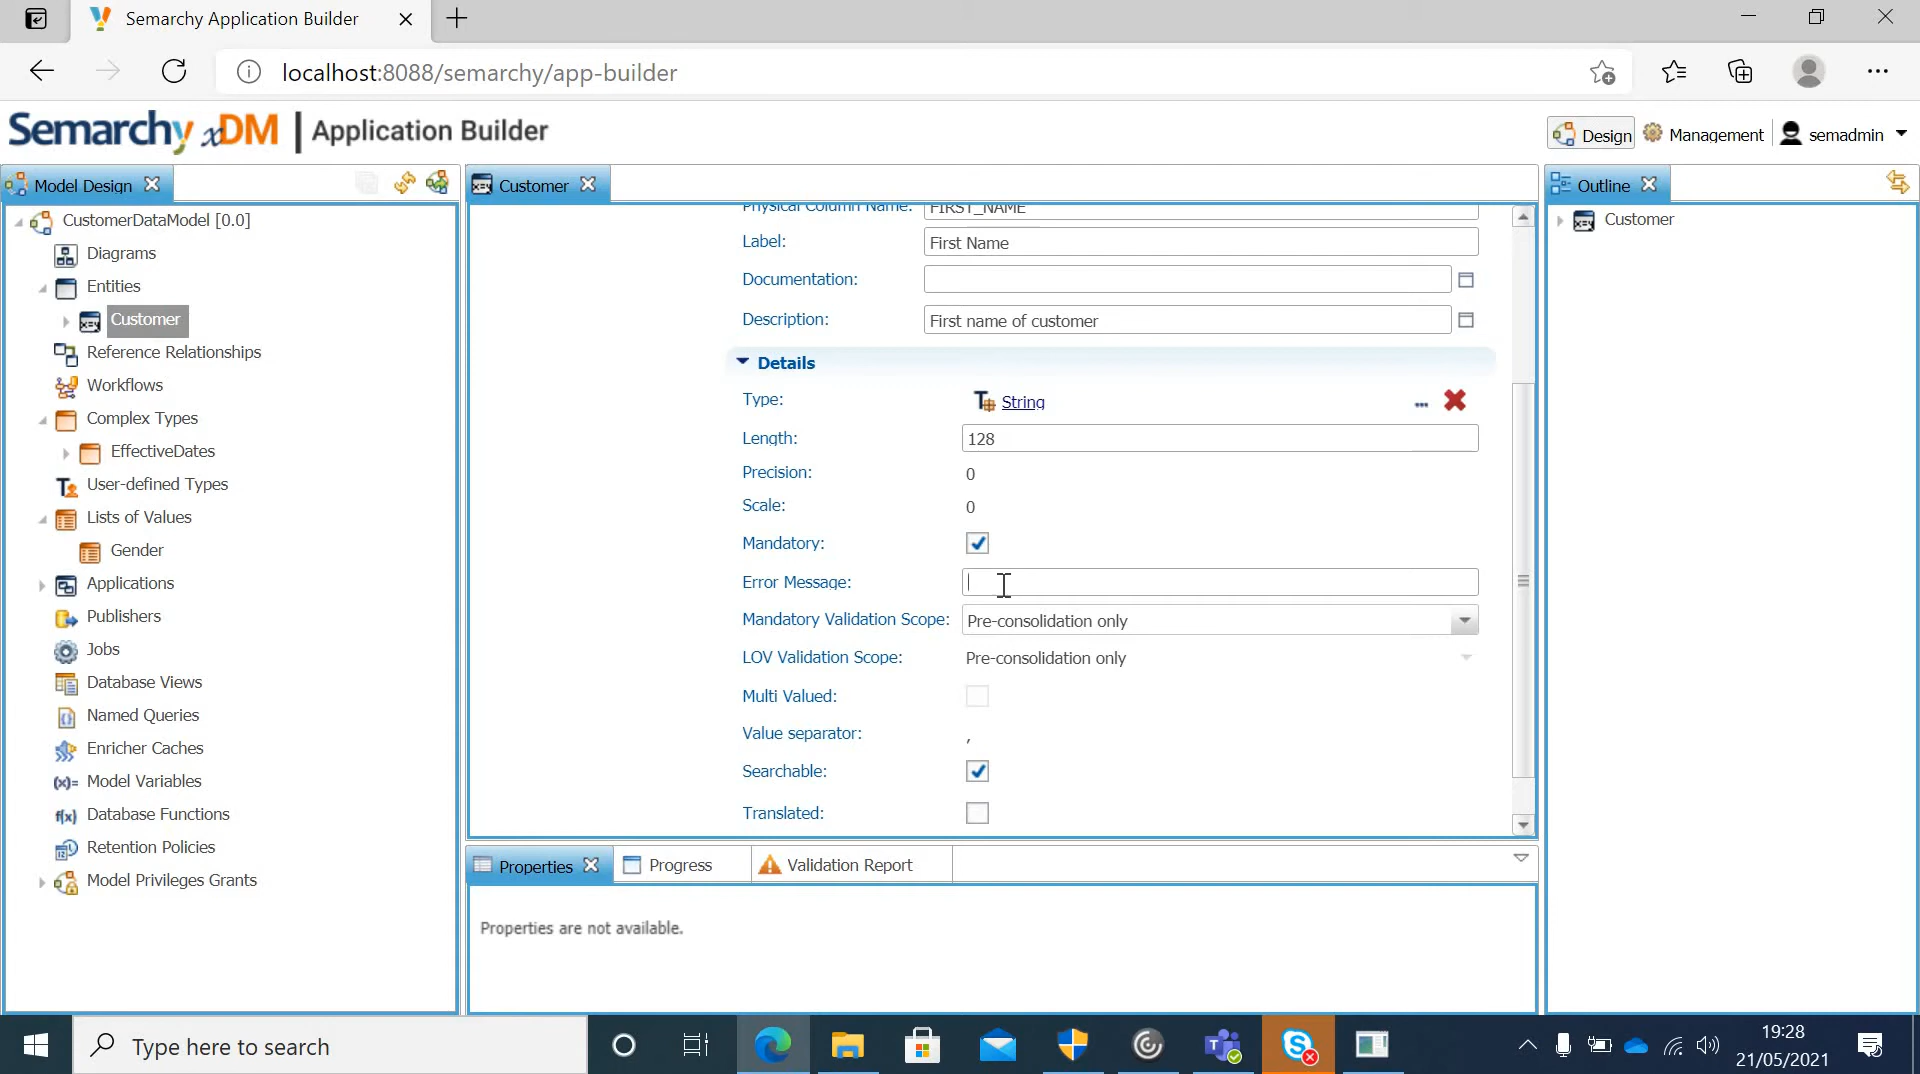 Semarchy Application Builder
localhost:8088/semarchy/app-builder
Semarchy xDM | Application Builder
Design
Management
semadmin
Model Design
Customer
Outline
CustomerDataModel [0.0]
Diagrams
Entities
Customer
Reference Relationships
Workflows
Complex Types
EffectiveDates
User-defined Types
Lists of Values
Gender
Applications
Publishers
Jobs
Database Views
Named Queries
Enricher Caches
Model Variables
Database Functions
Retention Policies
Model Privileges Grants
Physical Column Name: FIRST_NAME
Label: First Name
Documentation:
Description: First name of customer
Details
Type: String
Length: 128
Precision: 0
Scale: 0
Mandatory:
Error Message:
Mandatory Validation Scope: Pre-consolidation only
LOV Validation Scope: Pre-consolidation only
Multi Valued:
Value separator: ,
Searchable:
Translated:
Customer
Properties
Progress
Validation Report
Properties are not available.
Type here to search
19:28
21/05/2021